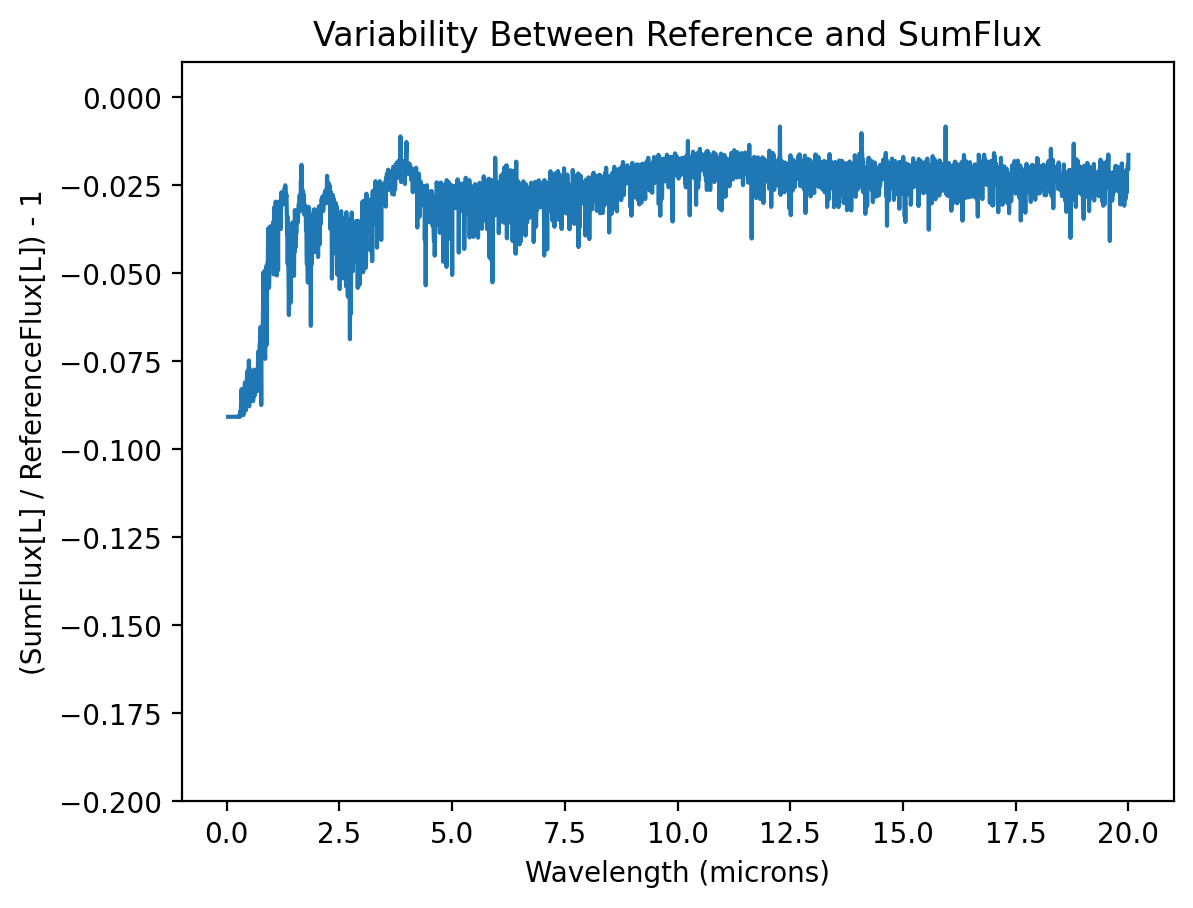 Variability Between Reference and SumFlux
(SumFlux[L] / ReferenceFlux[L]) - 1
0.000
−0.025
−0.050
−0.075
−0.100
−0.125
−0.150
−0.175
−0.200
0.0 2.5 5.0 7.5 10.0 12.5 15.0 17.5 20.0
Wavelength (microns)